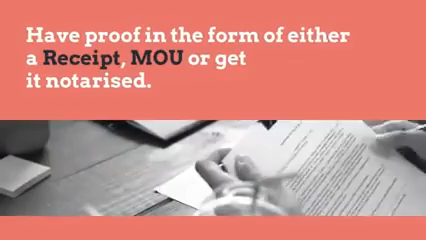 Have proof in the form of either
a Receipt, MOU or get
it notarised.